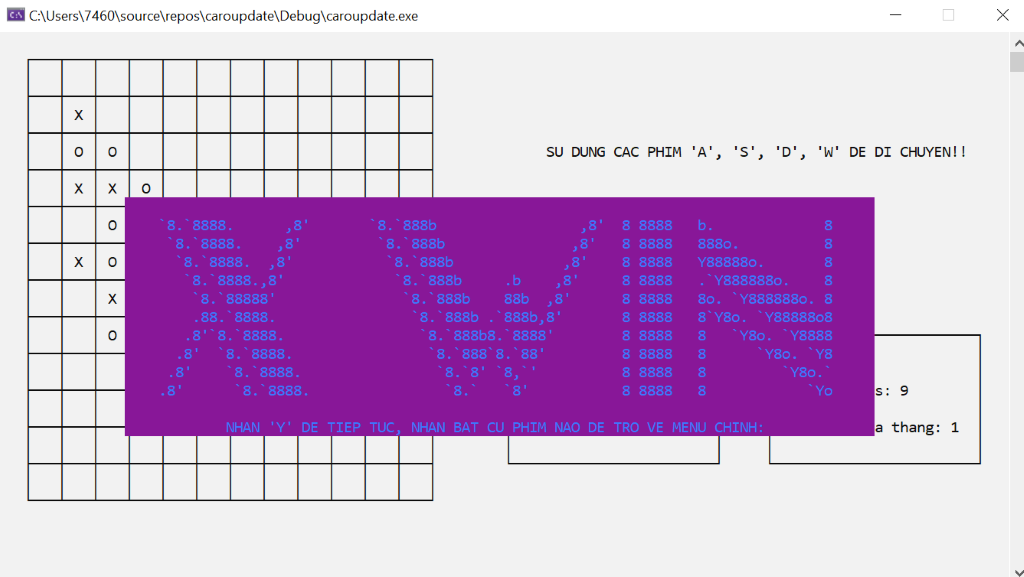 C:\Users\7460\source\repos\caroupdate\Debug\caroupdate.exe
X
O O
SU DUNG CAC PHIM 'A', 'S', 'D', 'W' DE DI CHUYEN!!
X X O
O
X O
X
O
X WIN
s: 9
NHAN 'Y' DE TIEP TUC, NHAN BAT CU PHIM NAO DE TRO VE MENU CHINH:
a thang: 1